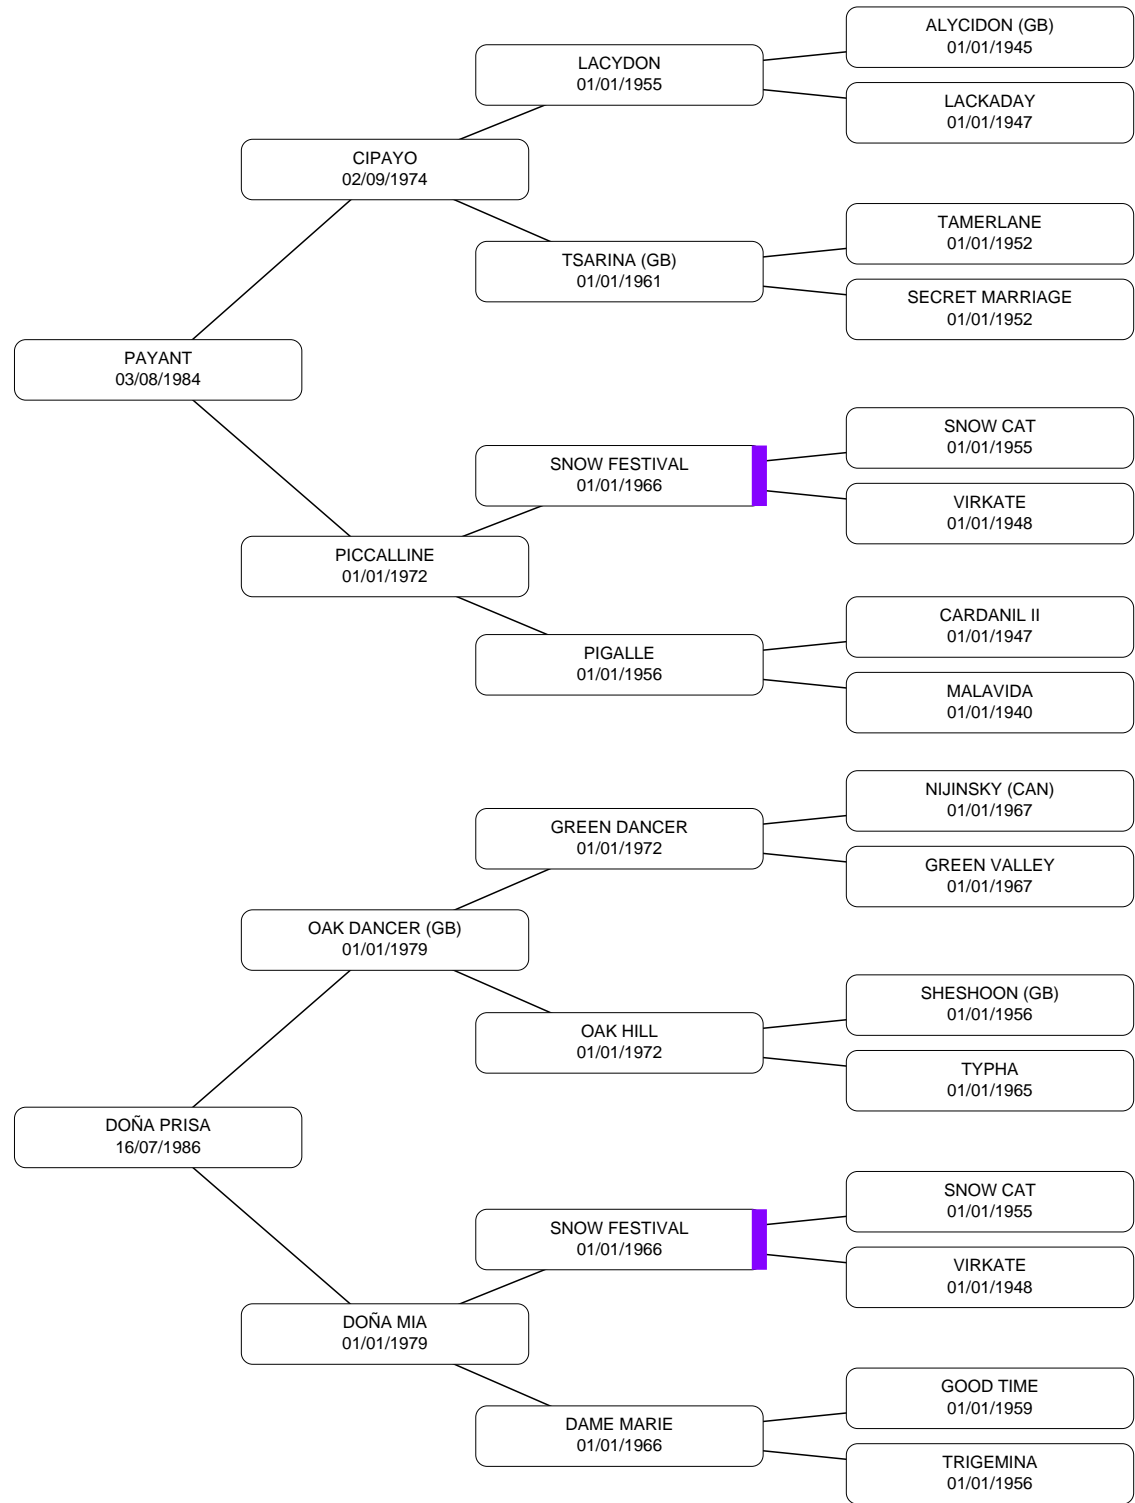 ALYCIDON (GB)
01/01/1945
LACYDON
01/01/1955
LACKADAY
01/01/1947
CIPAYO
02/09/1974
TAMERLANE
01/01/1952
TSARINA (GB)
01/01/1961
SECRET MARRIAGE
01/01/1952
PAYANT
03/08/1984
SNOW CAT
01/01/1955
SNOW FESTIVAL
01/01/1966
VIRKATE
01/01/1948
PICCALLINE
01/01/1972
CARDANIL II
01/01/1947
PIGALLE
01/01/1956
MALAVIDA
01/01/1940
NIJINSKY (CAN)
01/01/1967
GREEN DANCER
01/01/1972
GREEN VALLEY
01/01/1967
OAK DANCER (GB)
01/01/1979
SHESHOON (GB)
01/01/1956
OAK HILL
01/01/1972
TYPHA
01/01/1965
DOÑA PRISA
16/07/1986
SNOW CAT
01/01/1955
SNOW FESTIVAL
01/01/1966
VIRKATE
01/01/1948
DOÑA MIA
01/01/1979
GOOD TIME
01/01/1959
DAME MARIE
01/01/1966
TRIGEMINA
01/01/1956